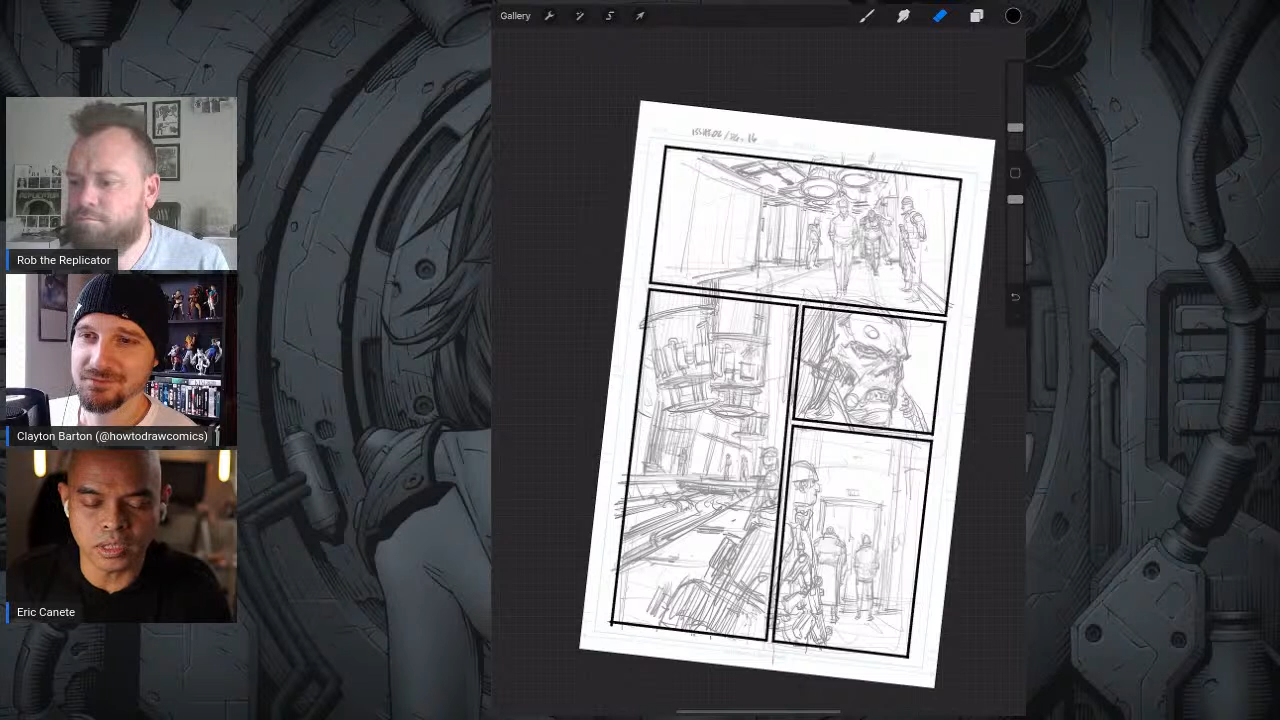 Gallery
Rob the Replicator
Clayton Barton (@howtodrawcomics)
Eric Canete